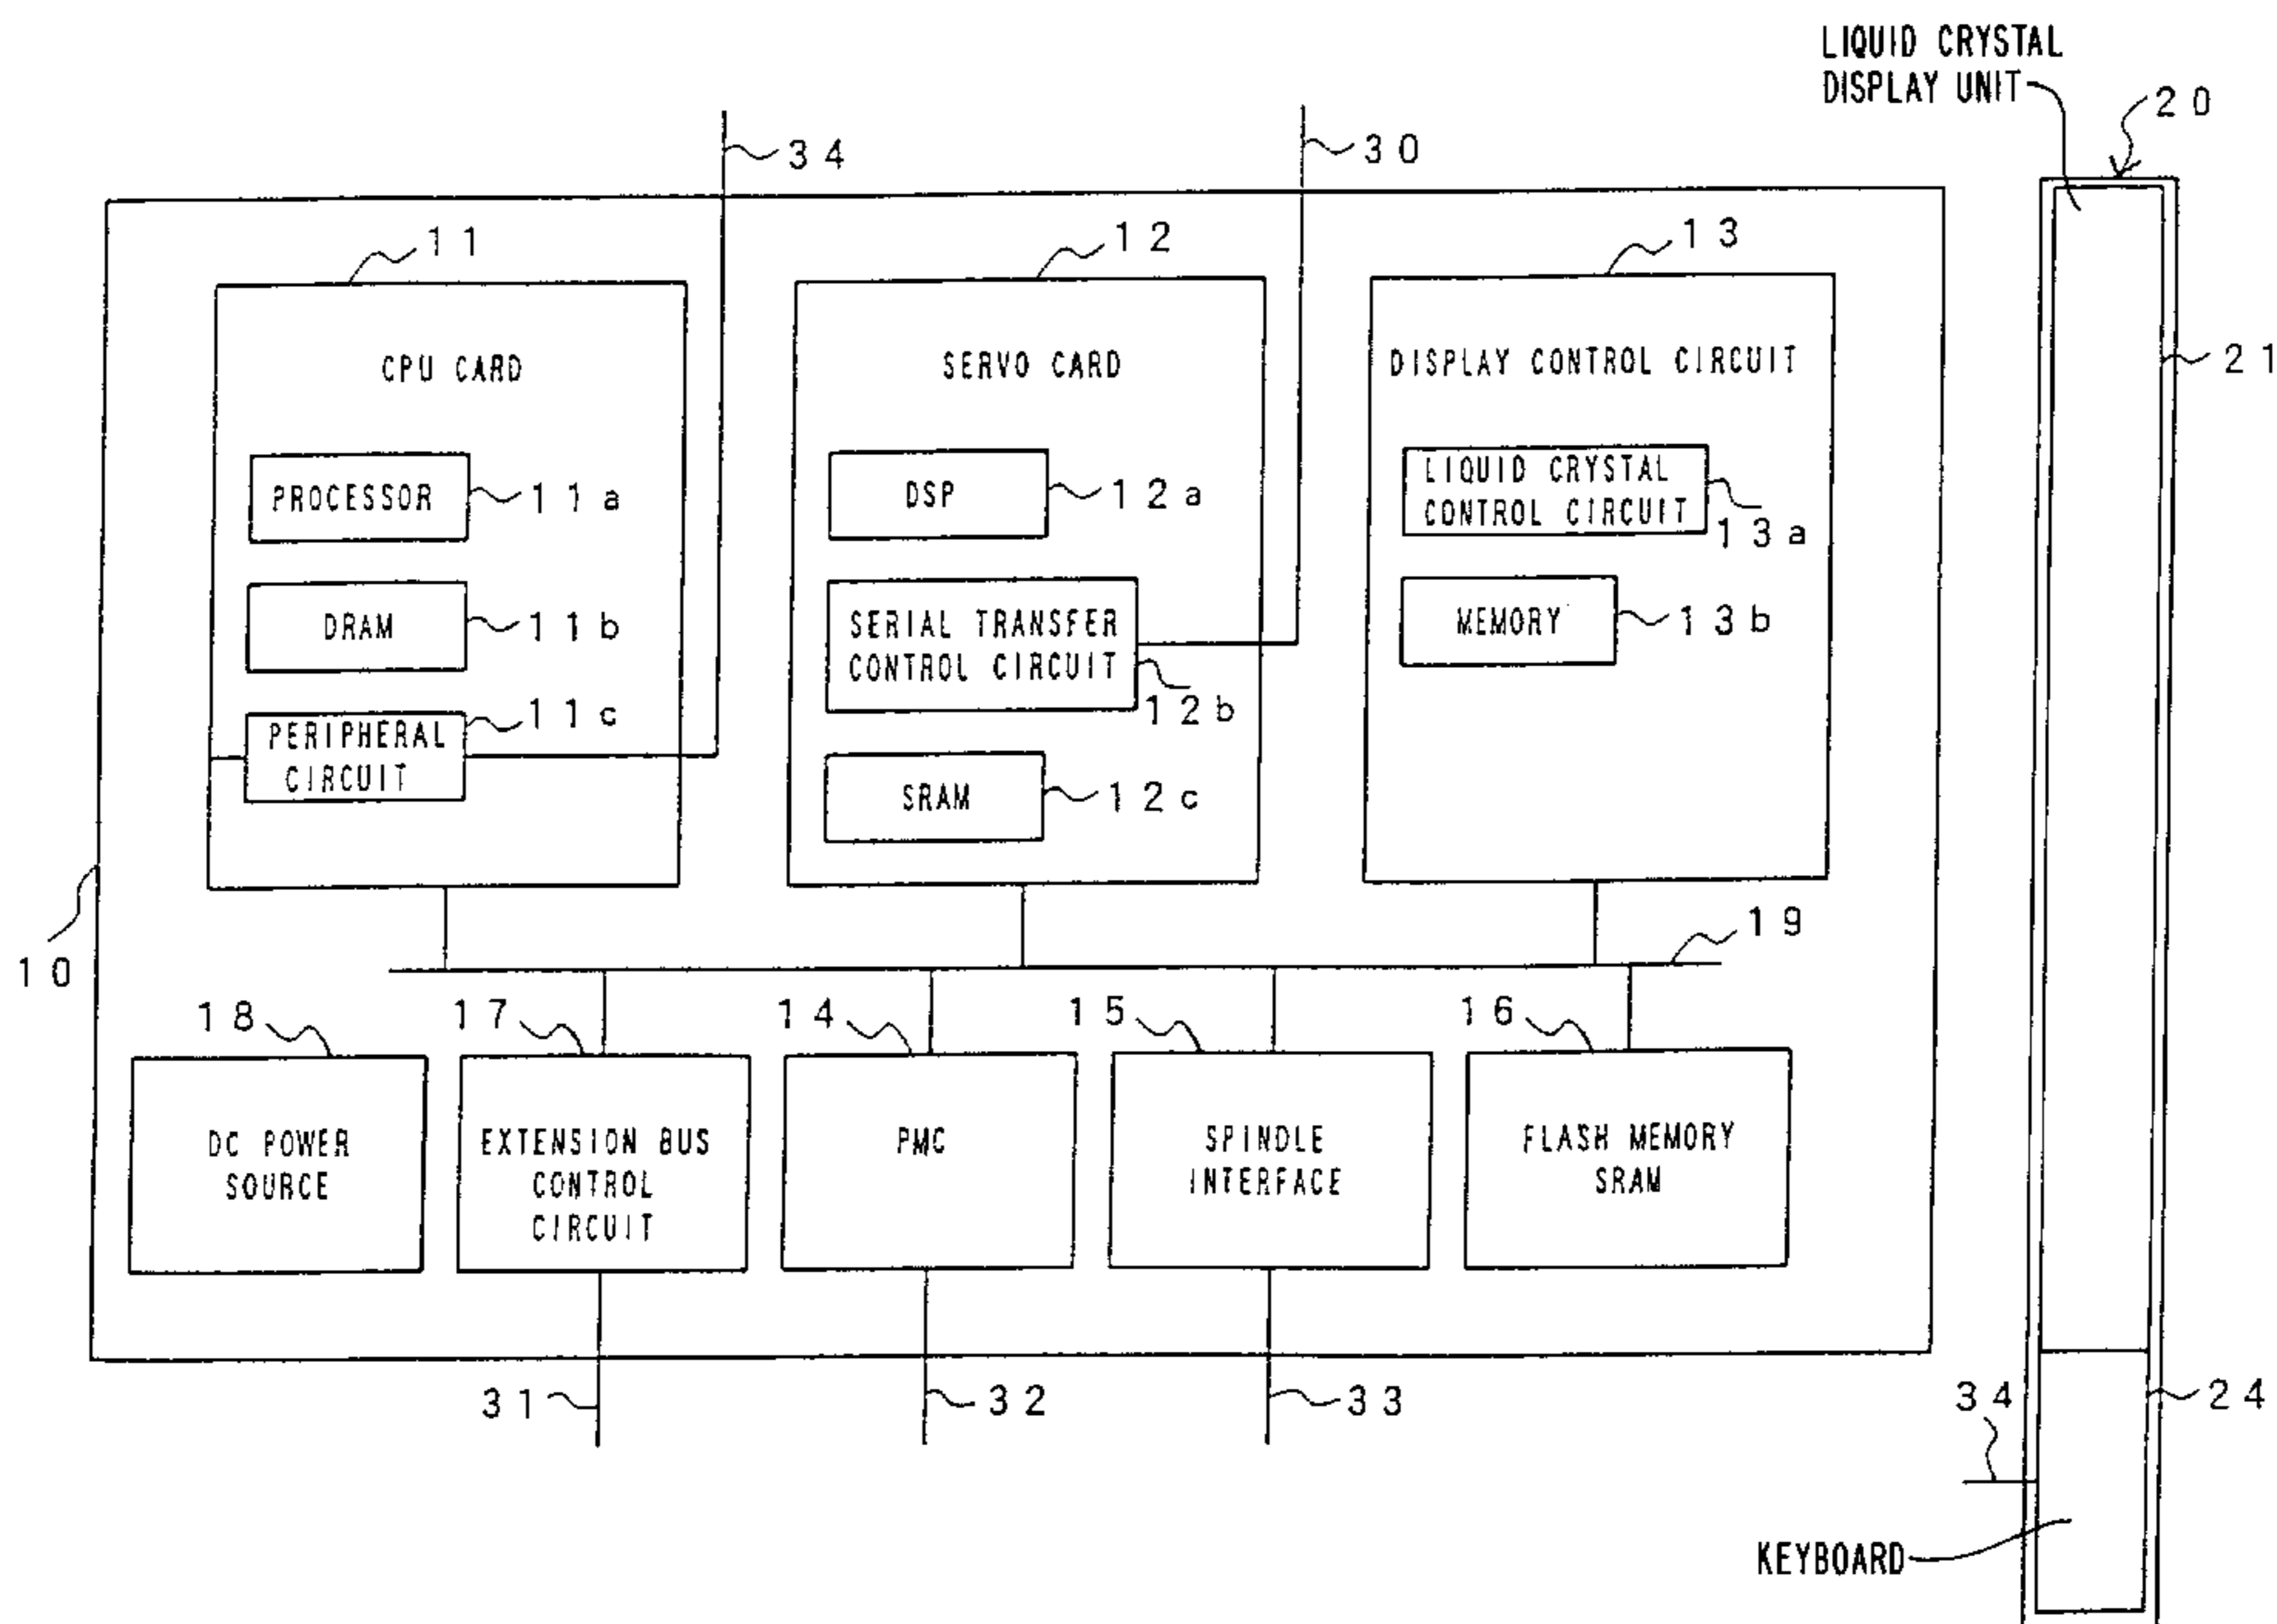 LIQUID CRYSTAL
DISPLAY UNIT
20
34
30
11
12
13
CPU CARD
SERVO CARD
DISPLAY CONTROL CIRCUIT
21
PROCESSOR
11a
DSP
12a
LIQUID CRYSTAL
CONTROL CIRCUIT
13a
DRAM
11b
SERIAL TRANSFER
CONTROL CIRCUIT
12b
MEMORY
13b
PERIPHERAL
CIRCUIT
11c
SRAM
12c
10
19
18
17
14
15
16
DC POWER
SOURCE
EXTENSION BUS
CONTROL
CIRCUIT
PMC
SPINDLE
INTERFACE
FLASH MEMORY
SRAM
31
32
33
34
24
KEYBOARD